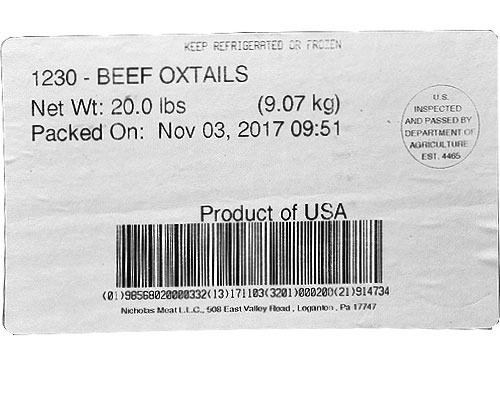 KEEP REFRIGERATED OR FROZEN
1230 - BEEF OXTAILS
Net Wt: 20.0 lbs (9.07 kg)
Packed On: Nov 03, 2017 09:51
U.S.
INSPECTED
AND PASSED BY
DEPARTMENT OF
AGRICULTURE
EST. 4465
Product of USA
(01)98568020000332(13)171103(3201)000200(21)914734
Nicholas Meat L.L.C., 508 East Valley Road , Loganton , Pa 17747